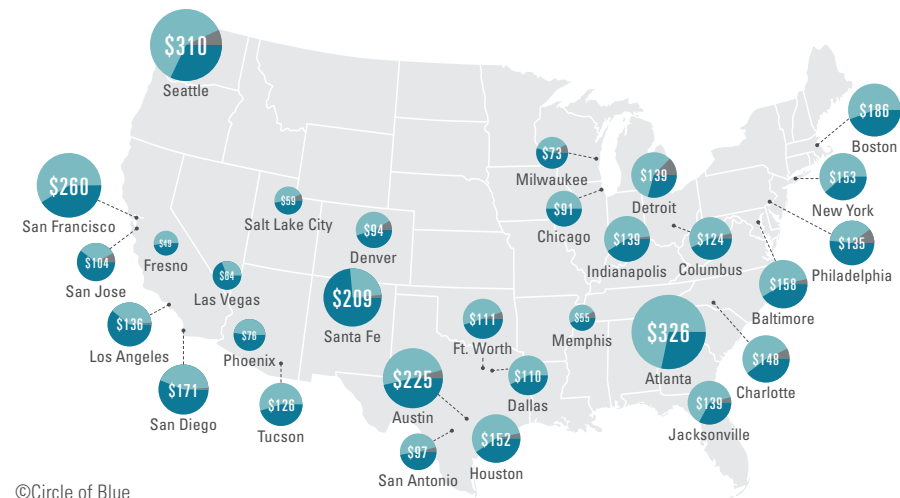 $310
Seattle
$186
Boston
$73
Milwaukee
$139
Detroit
$153
New York
$260
San Francisco
$59
Salt Lake City
$91
Chicago
$94
Denver
$139
Indianapolis
$124
Columbus
$135
Philadelphia
$49
Fresno
$104
San Jose
Las Vegas
$209
Santa Fe
$158
Baltimore
$136
Los Angeles
$76
Phoenix
$111
Ft. Worth
$55
Memphis
$326
Atlanta
$148
Charlotte
$171
San Diego
$126
Tucson
$225
Austin
$110
Dallas
$139
Jacksonville
$97
San Antonio
$152
Houston
©Circle of Blue